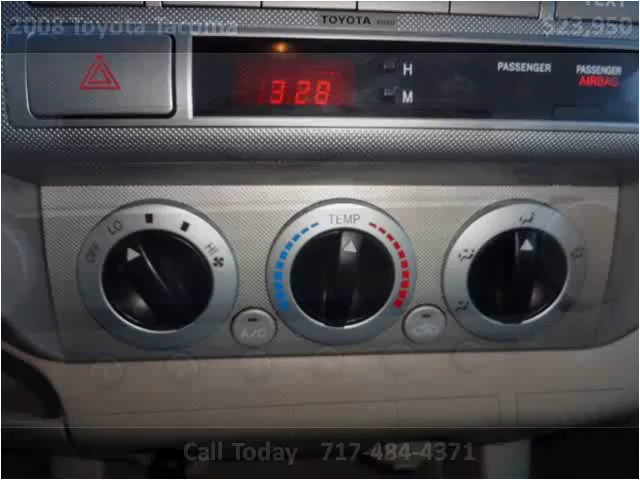 2008 Toyota Tacoma
TEXT
$23,950
TOYOTA
3:28
H
M
PASSENGER
PASSENGER
AIRBAG
OFF
LO
HI
TEMP
A/C
Call Today 717-484-4371